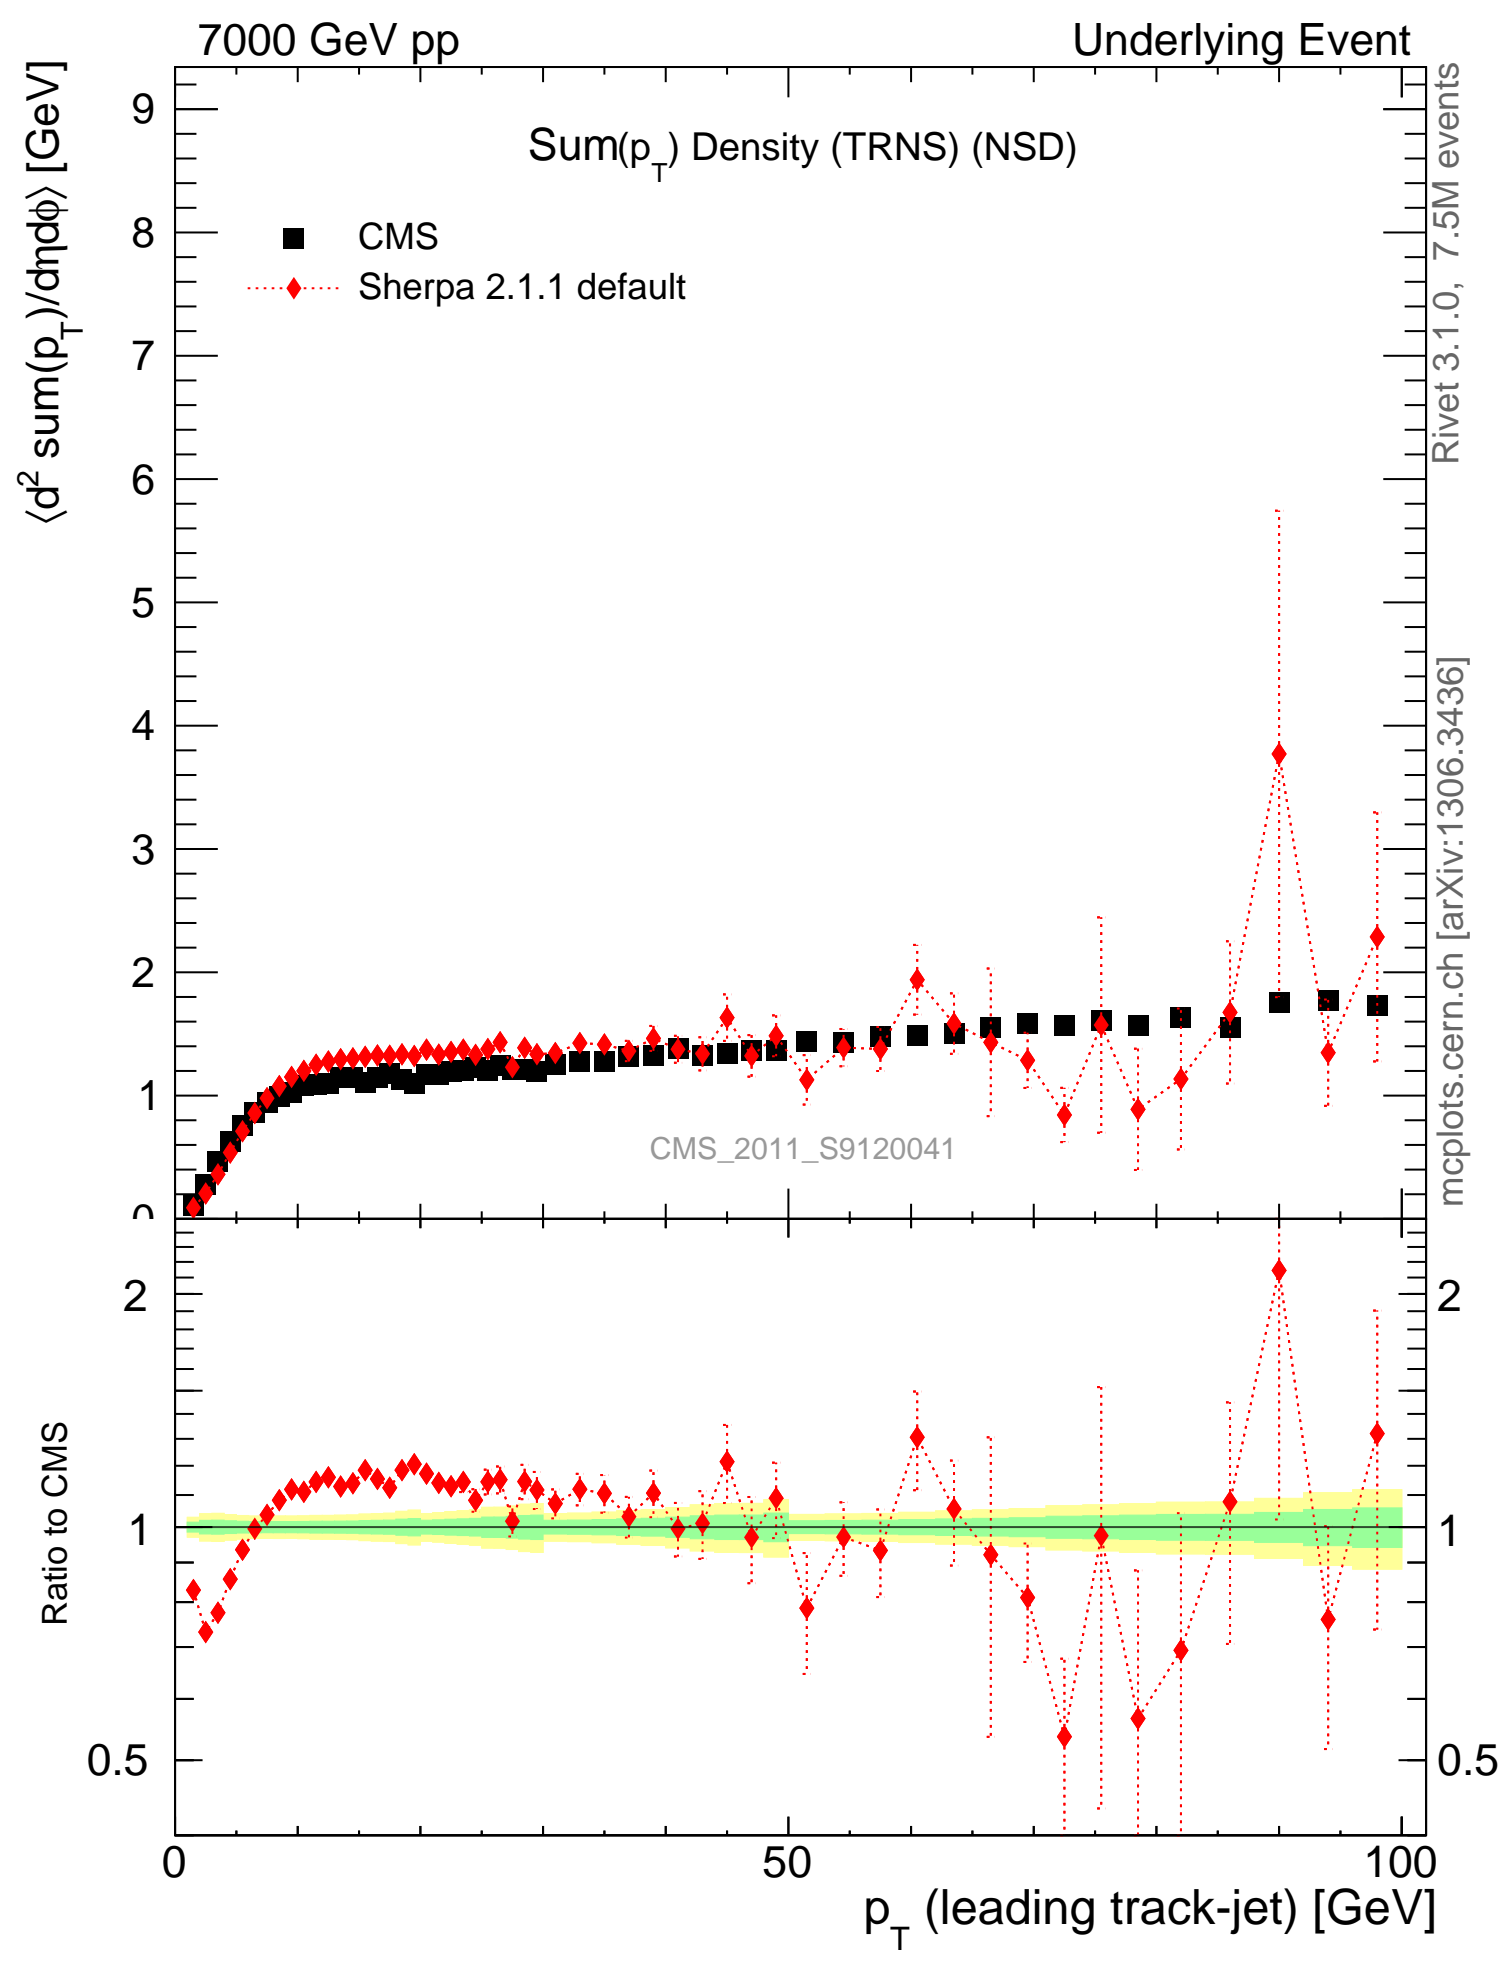 7000 GeV pp
Underlying Event
⟨d² sum(p_T)/dηdϕ⟩ [GeV]
Sum(p_T) Density (TRNS) (NSD)
CMS
Sherpa 2.1.1 default
9
8
7
6
5
4
3
2
1
0
CMS_2011_S9120041
Rivet 3.1.0, 7.5M events
mcplots.cern.ch [arXiv:1306.3436]
Ratio to CMS
2
1
0.5
2
1
0.5
0
50
100
p_T (leading track-jet) [GeV]